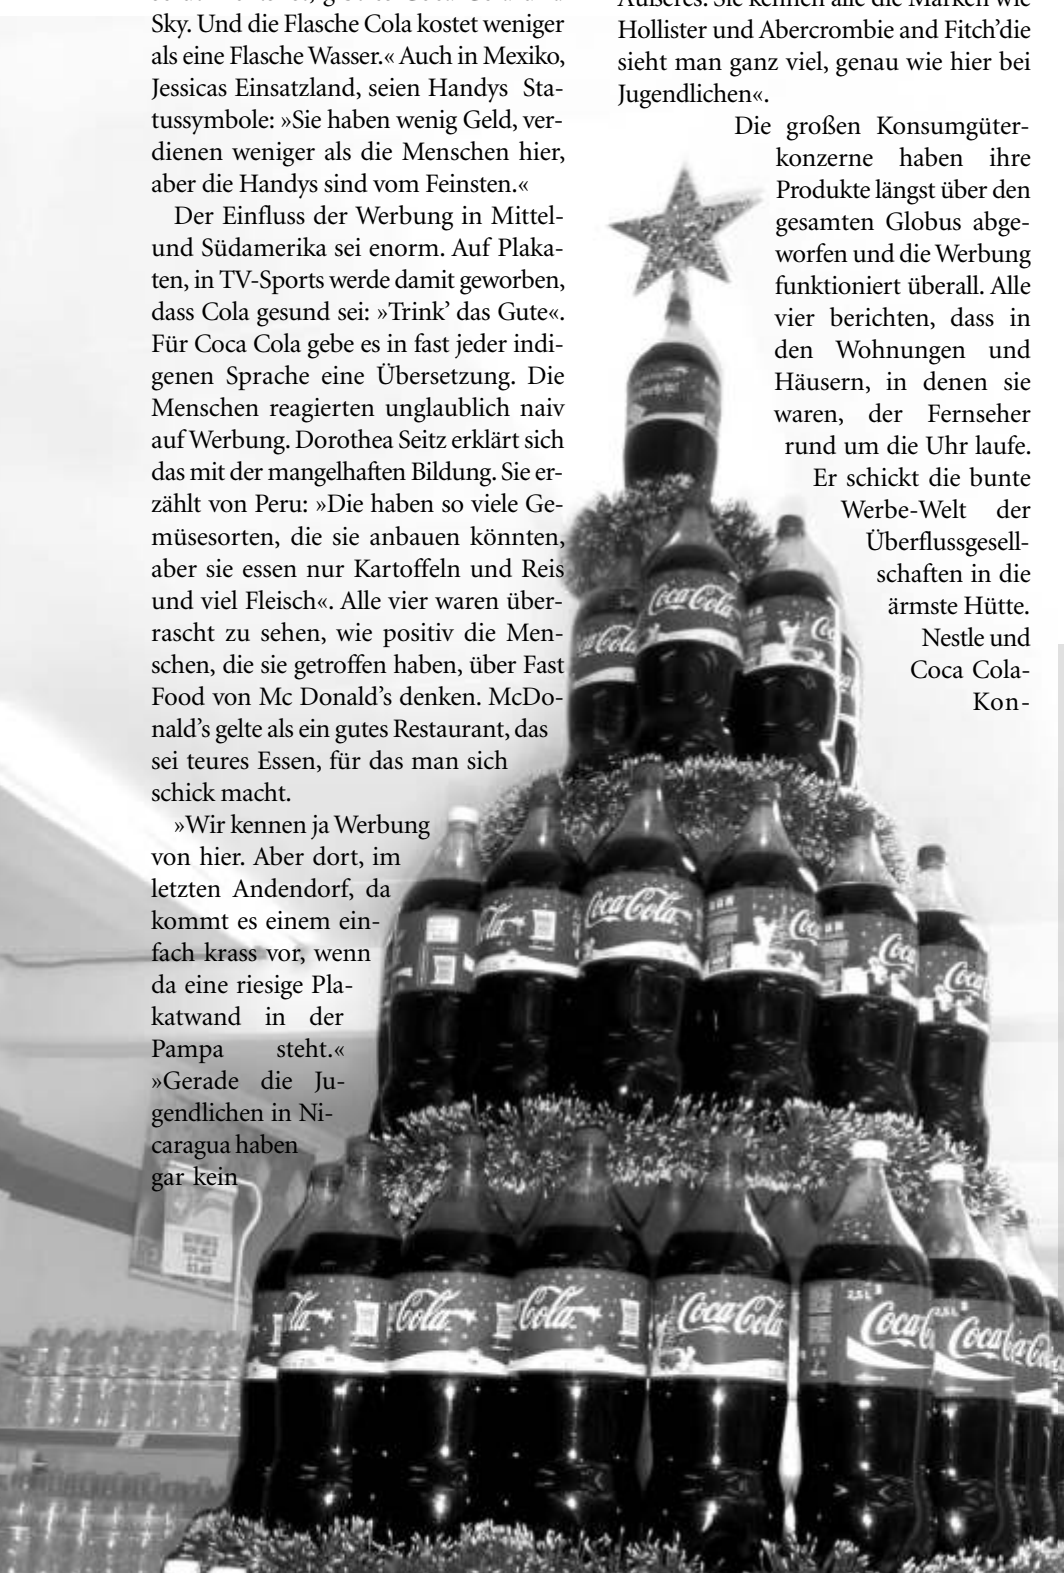 Sky. Und die Flasche Cola kostet weniger
als eine Flasche Wasser.« Auch in Mexiko,
Jessicas Einsatzland, seien Handys Sta-
tussymbole: »Sie haben wenig Geld, ver-
dienen weniger als die Menschen hier,
aber die Handys sind vom Feinsten.«
Der Einfluss der Werbung in Mittel-
und Südamerika sei enorm. Auf Plaka-
ten, in TV-Sports werde damit geworben,
dass Cola gesund sei: »Trink’ das Gute«.
Für Coca Cola gebe es in fast jeder indi-
genen Sprache eine Übersetzung. Die
Menschen reagierten unglaublich naiv
auf Werbung. Dorothea Seitz erklärt sich
das mit der mangelhaften Bildung. Sie er-
zählt von Peru: »Die haben so viele Ge-
müsesorten, die sie anbauen könnten,
aber sie essen nur Kartoffeln und Reis
und viel Fleisch«. Alle vier waren über-
rascht zu sehen, wie positiv die Men-
schen, die sie getroffen haben, über Fast
Food von Mc Donald’s denken. McDo-
nald’s gelte als ein gutes Restaurant, das
sei teures Essen, für das man sich
schick macht.
»Wir kennen ja Werbung
von hier. Aber dort, im
letzten Andendorf, da
kommt es einem ein-
fach krass vor, wenn
da eine riesige Pla-
katwand in der
Pampa steht.«
»Gerade die Ju-
gendlichen in Ni-
caragua haben
gar kein
Äußeres. Sie kennen alle die Marken wie
Hollister und Abercrombie and Fitch’die
sieht man ganz viel, genau wie hier bei
Jugendlichen«.
Die großen Konsumgüter-
konzerne haben ihre
Produkte längst über den
gesamten Globus abge-
worfen und die Werbung
funktioniert überall. Alle
vier berichten, dass in
den Wohnungen und
Häusern, in denen sie
waren, der Fernseher
rund um die Uhr laufe.
Er schickt die bunte
Werbe-Welt der
Überflussgesell-
schaften in die
ärmste Hütte.
Nestle und
Coca Cola-
Kon-
Coca-Cola
Coca-Cola
Coca-Cola
2,5 L
Coca-Cola
2,5 L
Coca-Cola